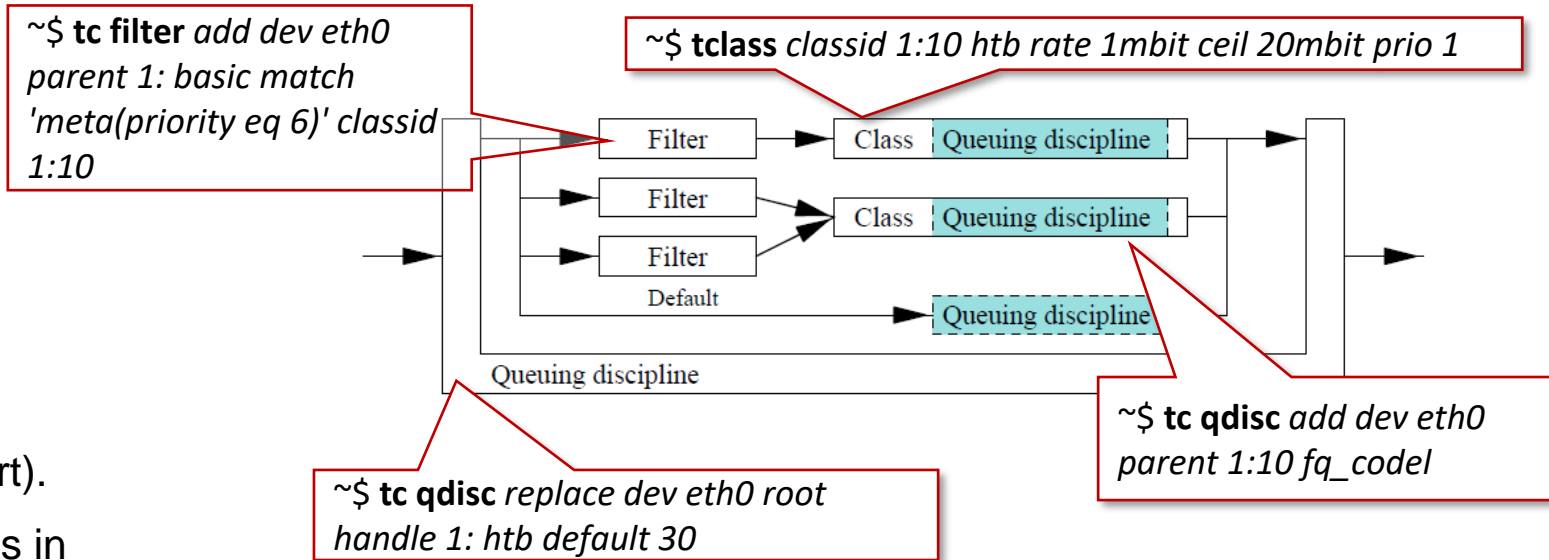 ~$ tc filter add dev eth0
parent 1: basic match
'meta(priority eq 6)' classid
1:10
~$ tclass classid 1:10 htb rate 1mbit ceil 20mbit prio 1
Filter
Class
Queuing discipline
Filter
Class
Queuing discipline
Filter
Default
Queuing discipline
Queuing discipline
~$ tc qdisc add dev eth0
parent 1:10 fq_codel
rt).
~$ tc qdisc replace dev eth0 root
handle 1: htb default 30
s in